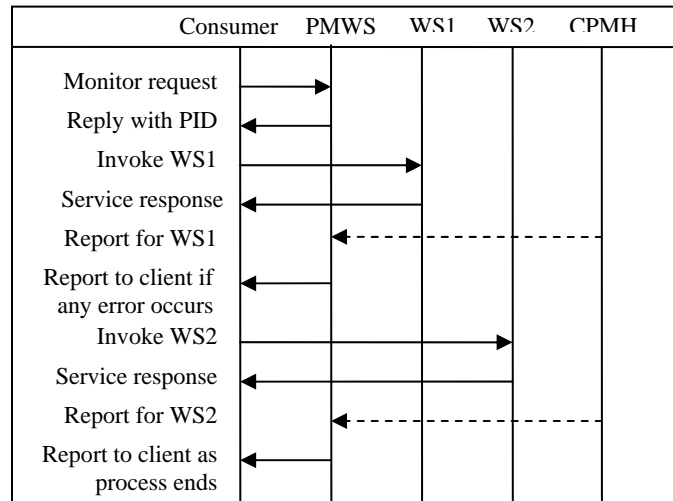 Consumer PMWS WS1 WS2 CPMH
Monitor request
Reply with PID
Invoke WS1
Service response
Report for WS1
Report to client if
any error occurs
Invoke WS2
Service response
Report for WS2
Report to client as
process ends